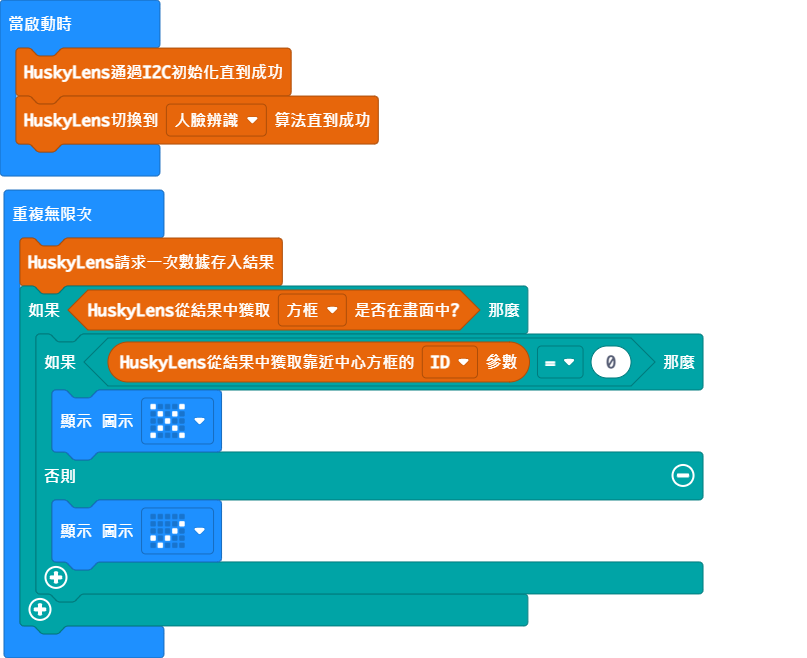 當啟動時
HuskyLens通過I2C初始化直到成功
HuskyLens切換到 人臉辨識 算法直到成功
重複無限次
HuskyLens請求一次數據存入結果
如果 HuskyLens從結果中獲取 方框 是否在畫面中? 那麼
如果 HuskyLens從結果中獲取靠近中心方框的 ID 參數 = 0 那麼
顯示 圖示
否則
顯示 圖示